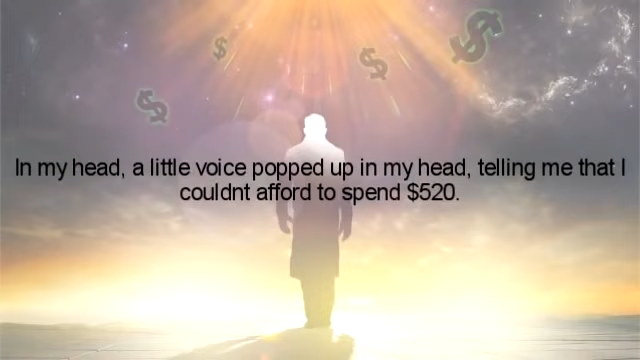 In my head, a little voice popped up in my head, telling me that I
couldnt afford to spend $520.